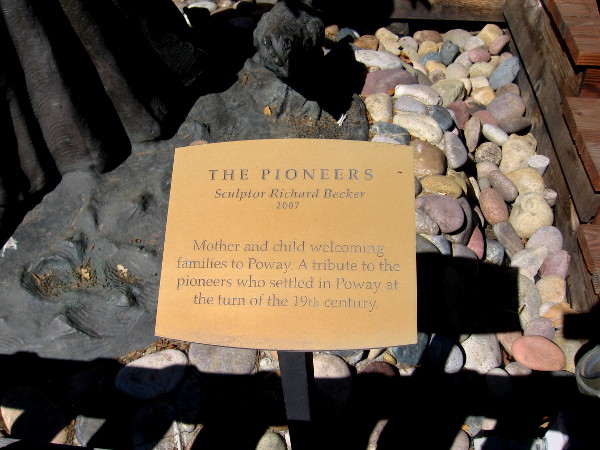 THE PIONEERS
Sculptor Richard Becker
2007
Mother and child welcoming
families to Poway. A tribute to the
pioneers who settled in Poway at
the turn of the 19th century.